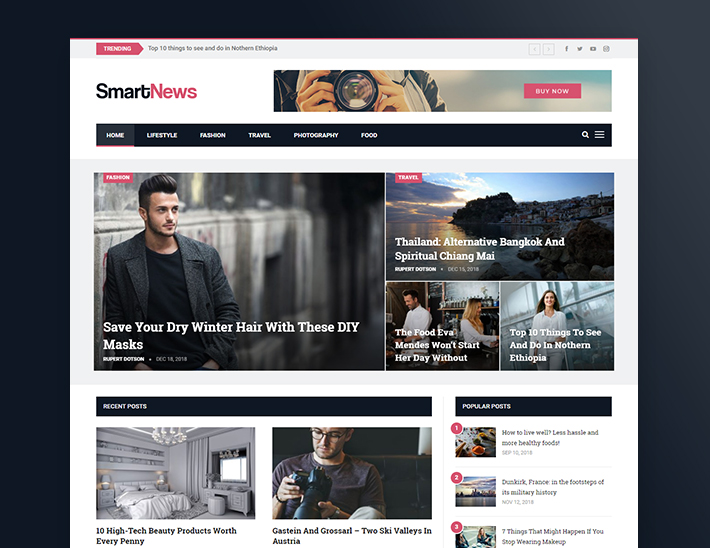 TRENDING Top 10 things to see and do in Nothern Ethiopia
SmartNews
BUY NOW
HOME LIFESTYLE FASHION TRAVEL PHOTOGRAPHY FOOD
FASHION
Save Your Dry Winter Hair With These DIY
Masks
RUPERT DOTSON • DEC 18, 2018
TRAVEL
Thailand: Alternative Bangkok And
Spiritual Chiang Mai
RUPERT DOTSON • DEC 15, 2018
The Food Eva
Mendes Won't Start
Her Day Without
Top 10 Things To See
And Do In Nothern
Ethiopia
RECENT POSTS
10 High-Tech Beauty Products Worth
Every Penny
Gastein And Grossarl – Two Ski Valleys In
Austria
POPULAR POSTS
1
How to live well? Less hassle and
more healthy foods!
SEP 10, 2018
2
Dunkirk, France: in the footsteps of
its military history
NOV 12, 2018
3
7 Things That Might Happen If You
Stop Wearing Makeup